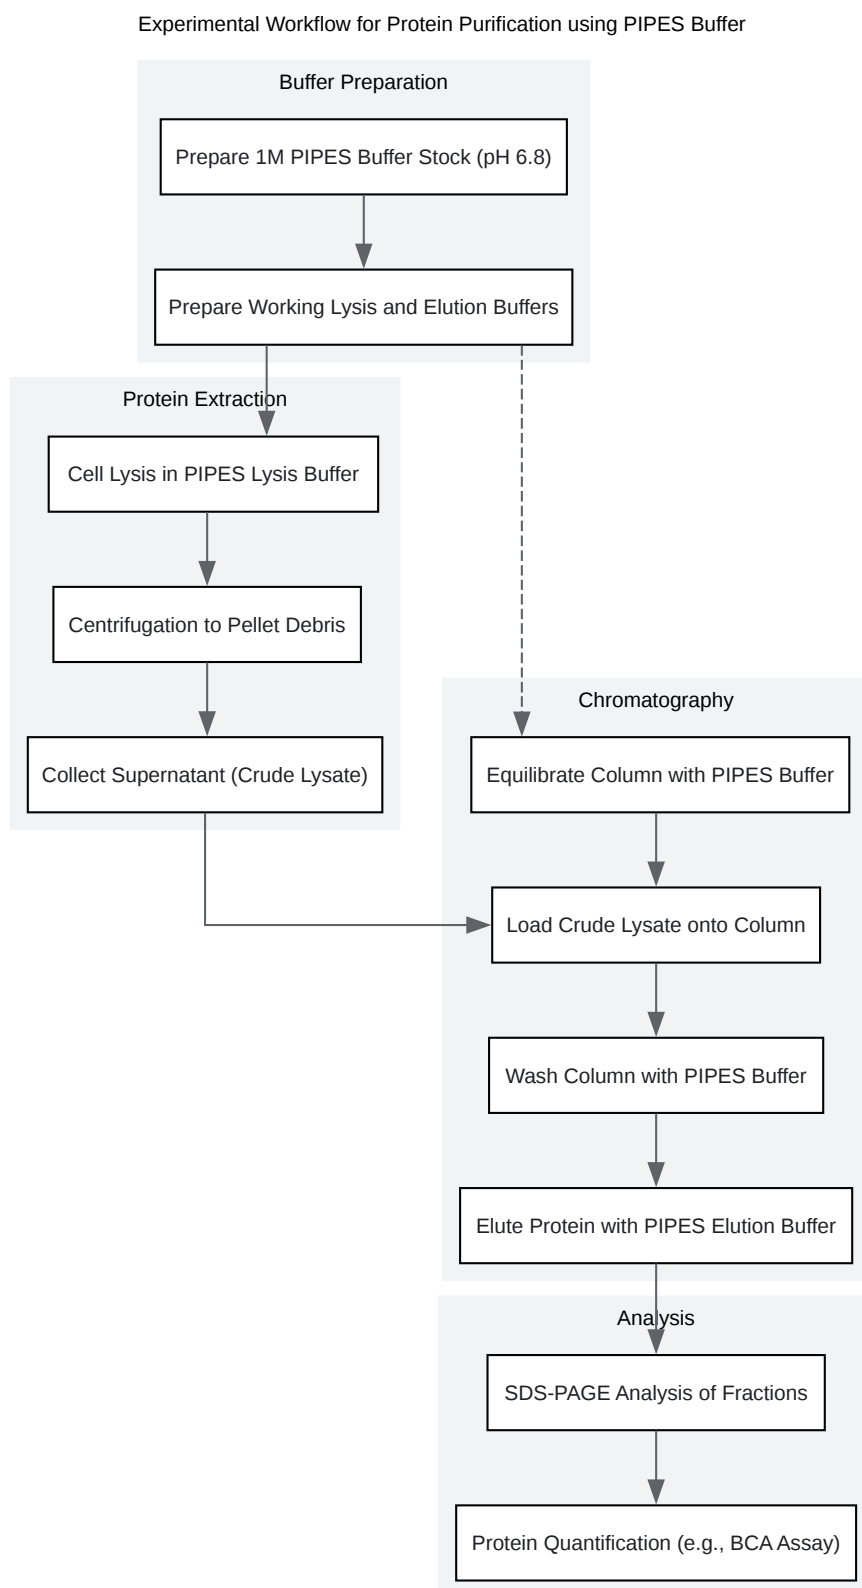 Experimental Workflow for Protein Purification using PIPES Buffer
Buffer Preparation
Prepare 1M PIPES Buffer Stock (pH 6.8)
Prepare Working Lysis and Elution Buffers
Protein Extraction
Cell Lysis in PIPES Lysis Buffer
Centrifugation to Pellet Debris
Collect Supernatant (Crude Lysate)
Chromatography
Equilibrate Column with PIPES Buffer
Load Crude Lysate onto Column
Wash Column with PIPES Buffer
Elute Protein with PIPES Elution Buffer
Analysis
SDS-PAGE Analysis of Fractions
Protein Quantification (e.g., BCA Assay)